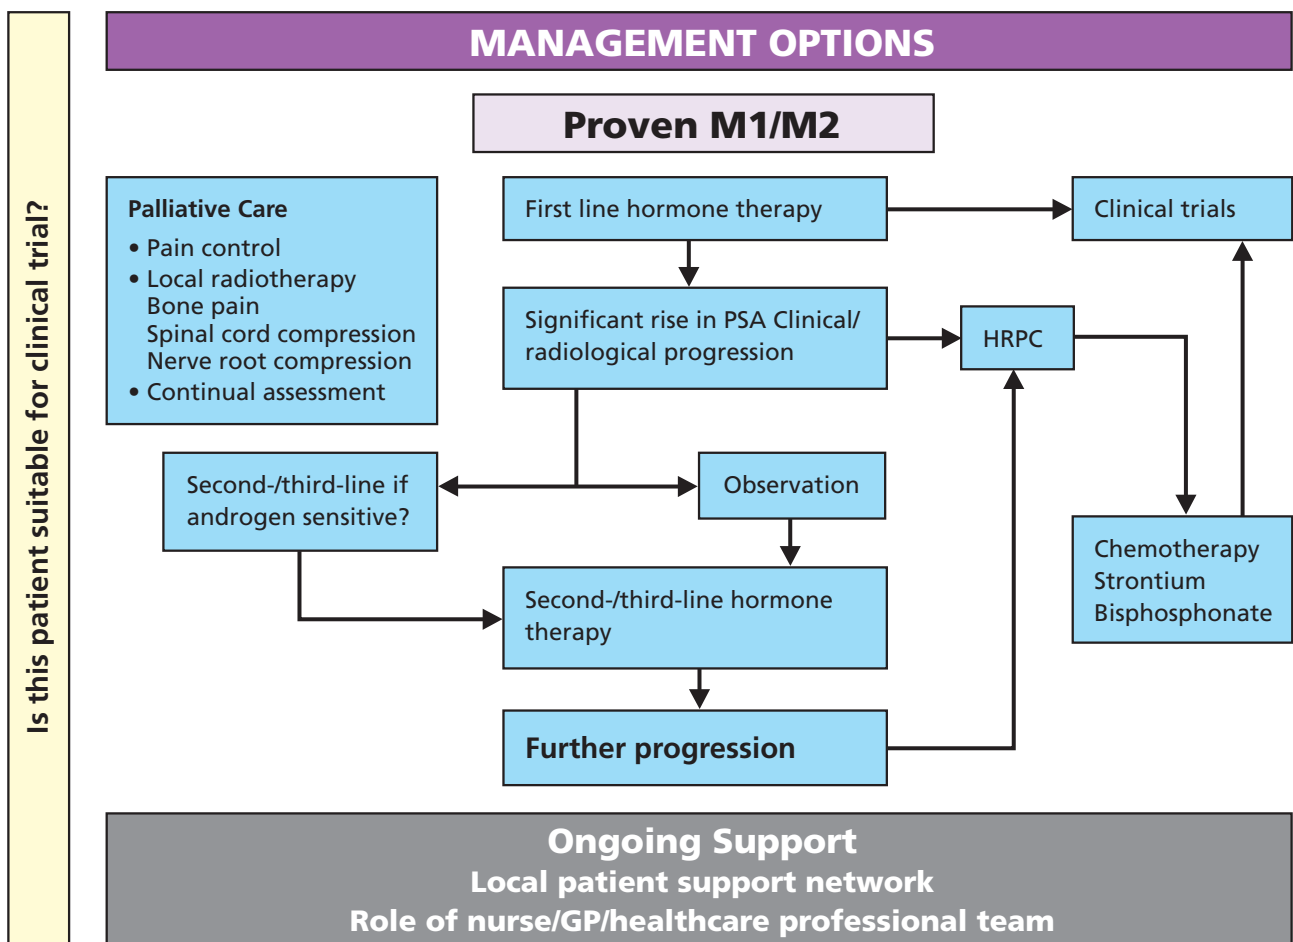 Is this patient suitable for clinical trial?
MANAGEMENT OPTIONS
Proven M1/M2
Palliative Care
• Pain control
• Local radiotherapy
Bone pain
Spinal cord compression
Nerve root compression
• Continual assessment
First line hormone therapy
Clinical trials
Significant rise in PSA Clinical/
radiological progression
HRPC
Second-/third-line if
androgen sensitive?
Observation
Chemotherapy
Strontium
Bisphosphonate
Second-/third-line hormone
therapy
Further progression
Ongoing Support
Local patient support network
Role of nurse/GP/healthcare professional team